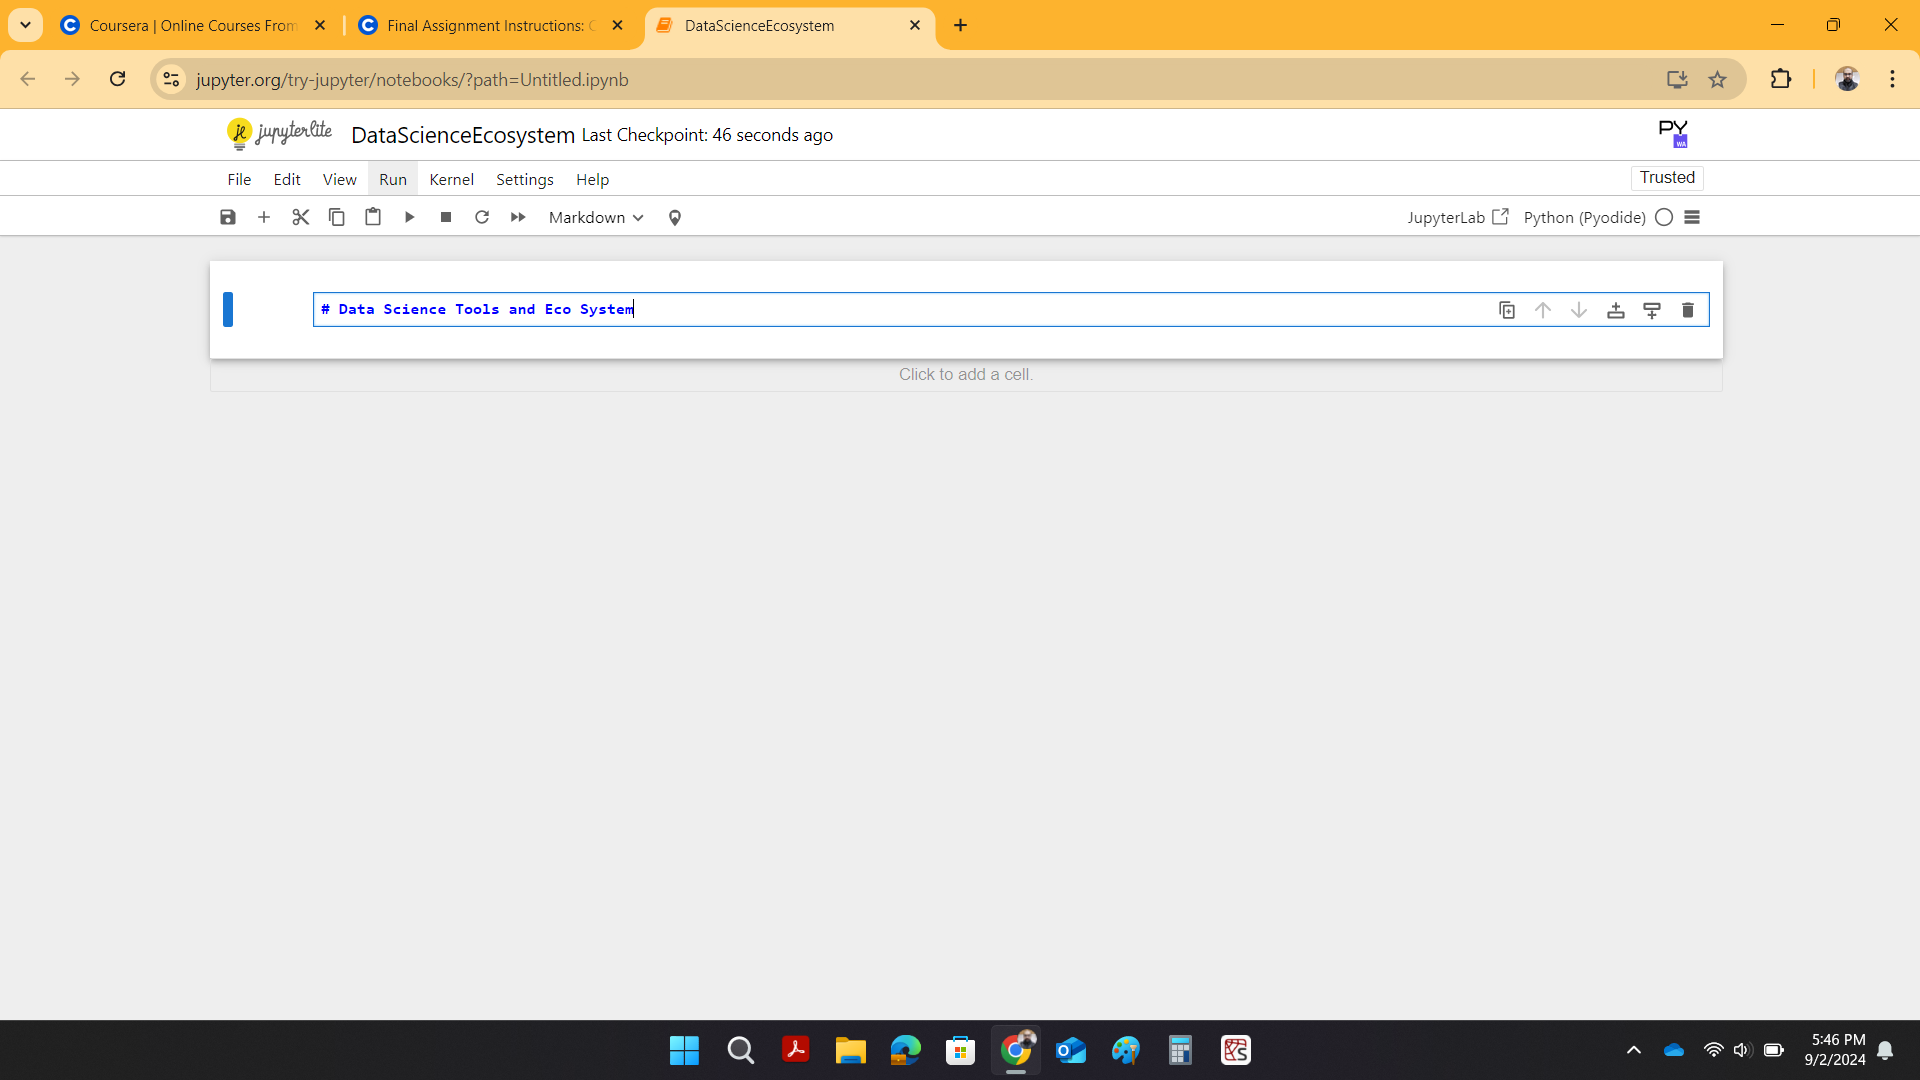 Coursera | Online Courses From
Final Assignment Instructions: C
DataScienceEcosystem
jupyter.org/try-jupyter/notebooks/?path=Untitled.ipynb
jupyterlite
DataScienceEcosystem Last Checkpoint: 46 seconds ago
PY
WA
File Edit View Run Kernel Settings Help
Trusted
Markdown
JupyterLab
Python (Pyodide)
# Data Science Tools and Eco System
Click to add a cell.
5:46 PM
9/2/2024